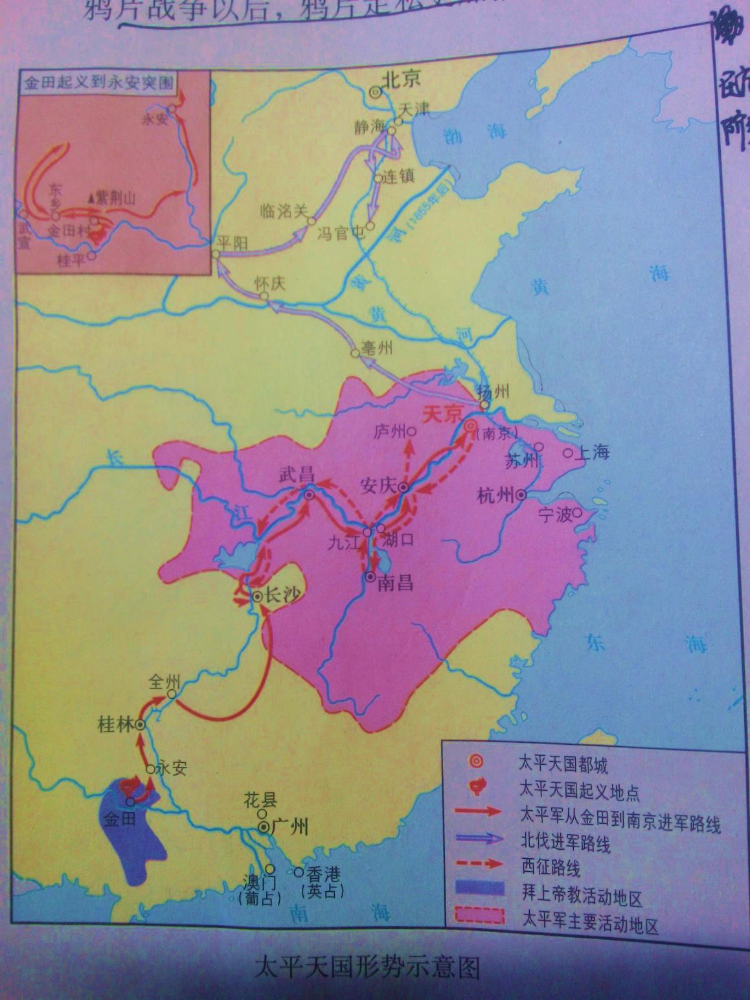 鸦片战争以后，鸦片走私
渤
阶
金田起义到永安突围
永安
东乡
紫荆山
武宣
金田村
桂平
北京
天津
静海
渤海
连镇
临洺关
冯官屯
河(1855年后)
黄
平阳
怀庆
黄河
黄海
亳州
扬州
天京
(南京)
庐州
苏州
上海
长江
武昌
安庆
杭州
宁波
九江
湖口
南昌
长沙
东海
全州
桂林
永安
金田
花县
广州
澳门
(葡占)
香港
(英占)
南海
太平天国都城
太平天国起义地点
太平军从金田到南京进军路线
北伐进军路线
西征路线
拜上帝教活动地区
太平军主要活动地区
太平天国形势示意图